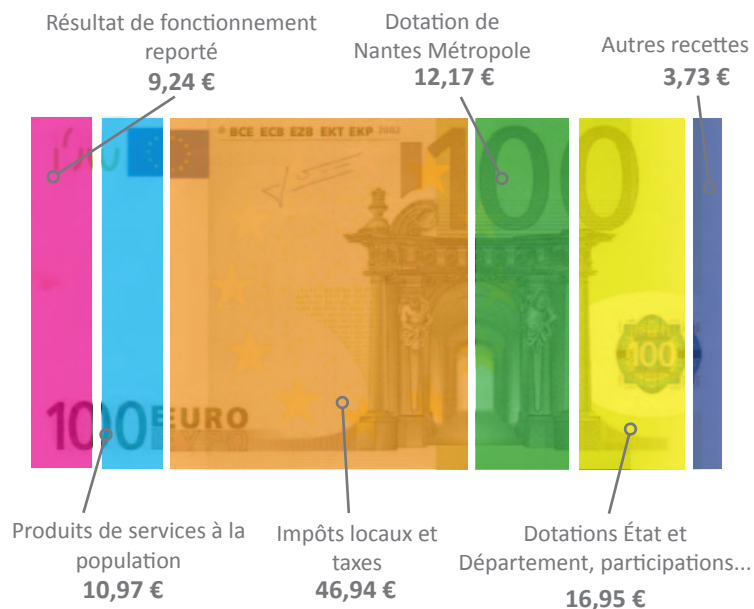 Résultat de fonctionnement
reporté
9,24 €
Dotation de
Nantes Métropole
12,17 €
Autres recettes
3,73 €
© BCE ECB EZB EKT EKP 2002
100
100
100 EURO
Produits de services à la
population
10,97 €
Impôts locaux et
taxes
46,94 €
Dotations État et
Département, participations...
16,95 €